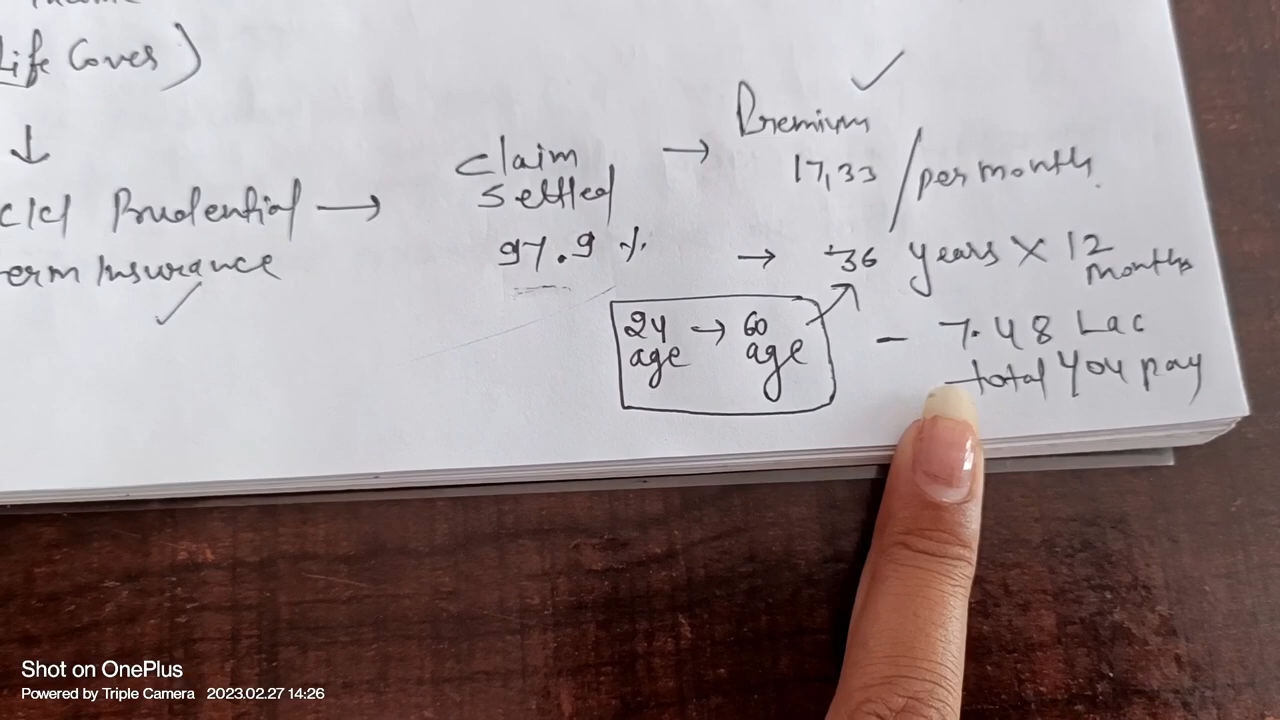 Life Cover)
↓
Prudential →
Term Insurance
Claim
Settled
97.9 %
→ Premium
17,33 / per month
→ 36 years × 12
months
24 → 60
age age
- 7.48 Lac
total you pay
Shot on OnePlus
Powered by Triple Camera 2023.02.27 14:26